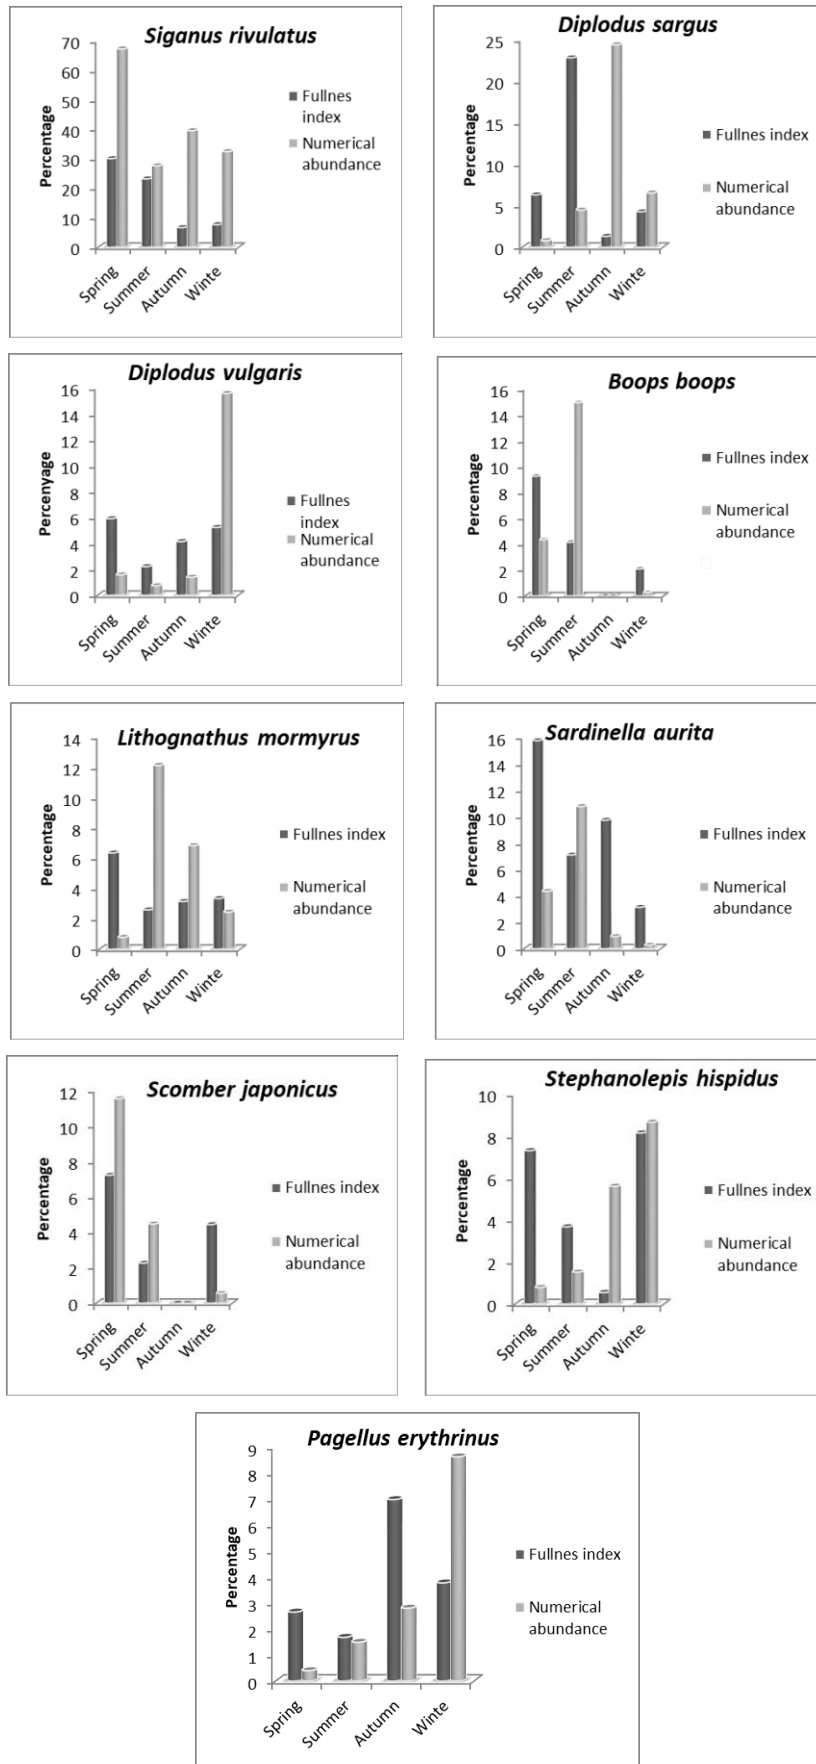 Siganus rivulatus
Percentage
70
60
50
40
30
20
10
0
Spring
Summer
Autumn
Winte
Fullnes
index
Numerical
abundance
Diplodus sargus
Percentage
25
20
15
10
5
0
Spring
Summer
Autumn
Winte
Fullnes index
Numerical
abundance
Diplodus vulgaris
Percenyage
16
14
12
10
8
6
4
2
0
Spring
Summer
Autumn
Winte
Fullnes
index
Numerical
abundance
Boops boops
Percentage
16
14
12
10
8
6
4
2
0
Spring
Summer
Autumn
Winte
Fullnes index
Numerical
abundance
Lithognathus mormyrus
Percentage
14
12
10
8
6
4
2
0
Spring
Summer
Autumn
Winte
Fullnes index
Numerical
abundance
Sardinella aurita
Percentage
16
14
12
10
8
6
4
2
0
Spring
Summer
Autumn
Winte
Fullnes index
Numerical
abundance
Scomber japonicus
Percentage
12
10
8
6
4
2
0
Spring
Summer
Autumn
Winte
Fullnes index
Numerical
abundance
Stephanolepis hispidus
Percentage
10
8
6
4
2
0
Spring
Summer
Autumn
Winte
Fullnes index
Numerical
abundance
Pagellus erythrinus
Percentage
9
8
7
6
5
4
3
2
1
0
Spring
Summer
Autumn
Winte
Fullnes index
Numerical
abundance